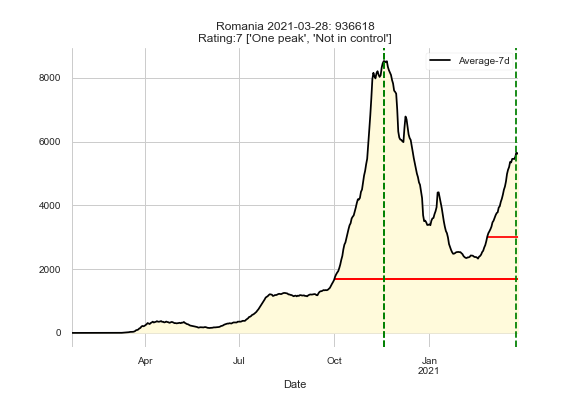 Romania 2021-03-28: 936618
Rating:7 ['One peak', 'Not in control']
Average-7d
8000
6000
4000
2000
0
Apr
Jul
Oct
Jan
2021
Date